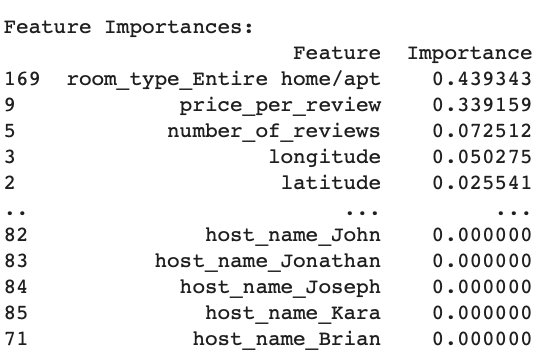 Feature Importances:
Feature Importance
169 room_type_Entire home/apt 0.439343
9 price_per_review 0.339159
5 number_of_reviews 0.072512
3 longitude 0.050275
2 latitude 0.025541
.. ... ...
82 host_name_John 0.000000
83 host_name_Jonathan 0.000000
84 host_name_Joseph 0.000000
85 host_name_Kara 0.000000
71 host_name_Brian 0.000000